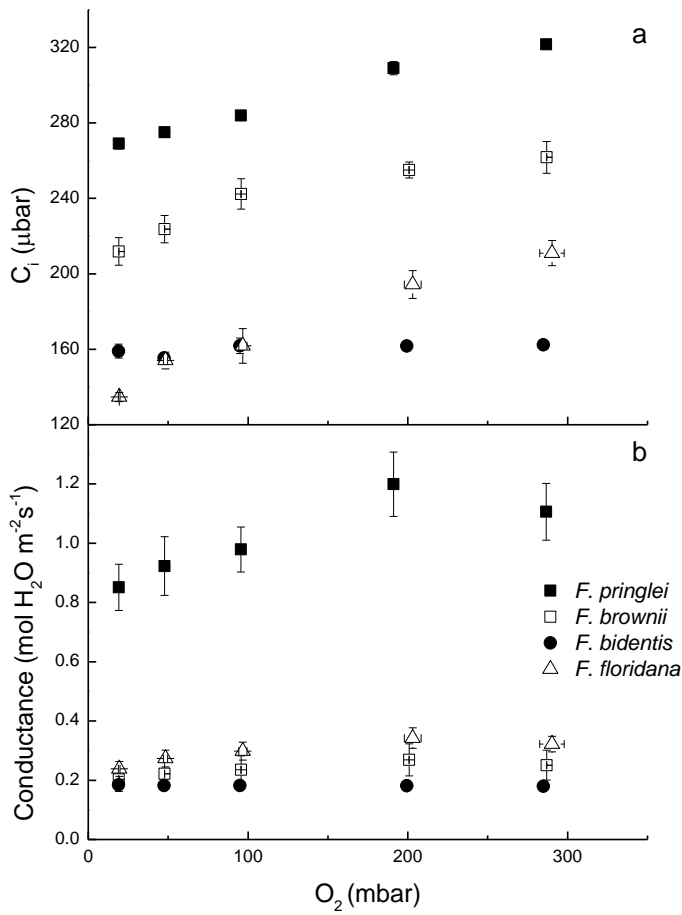 a
320
280
240
200
160
120
Cᵢ (μbar)
b
1.2
1.0
0.8
0.6
0.4
0.2
0.0
Conductance (mol H₂O m⁻²s⁻¹)
F. pringlei
F. brownii
F. bidentis
F. floridana
0 100 200 300
O₂ (mbar)